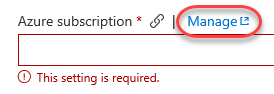 Azure subscription * | Manage
This setting is required.